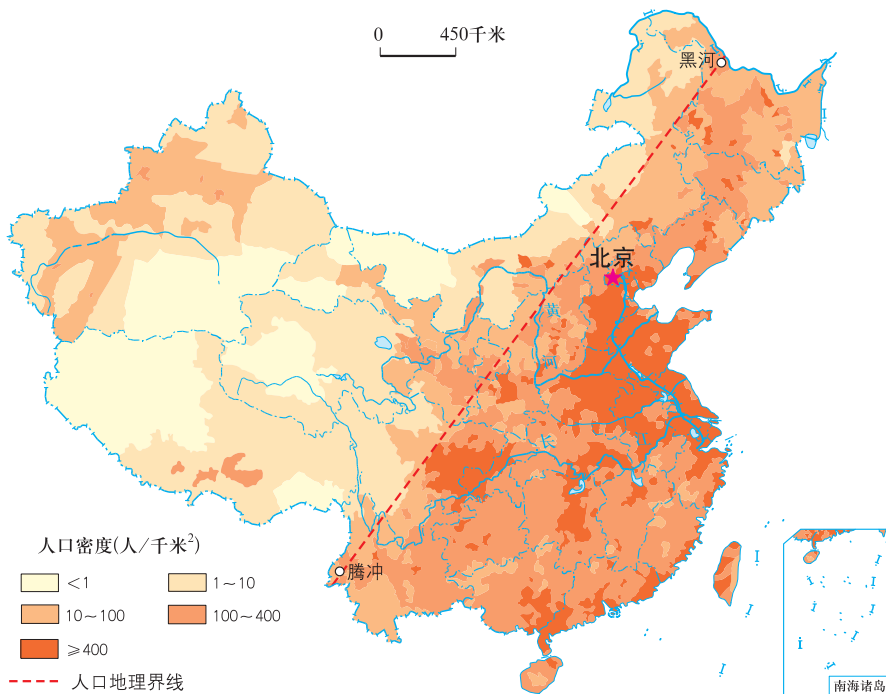 0 450千米
黑河
北京
黄
河
长
腾冲
人口密度(人/千米²)
<1 1~10
10~100 100~400
≥400
人口地理界线
南海诸岛